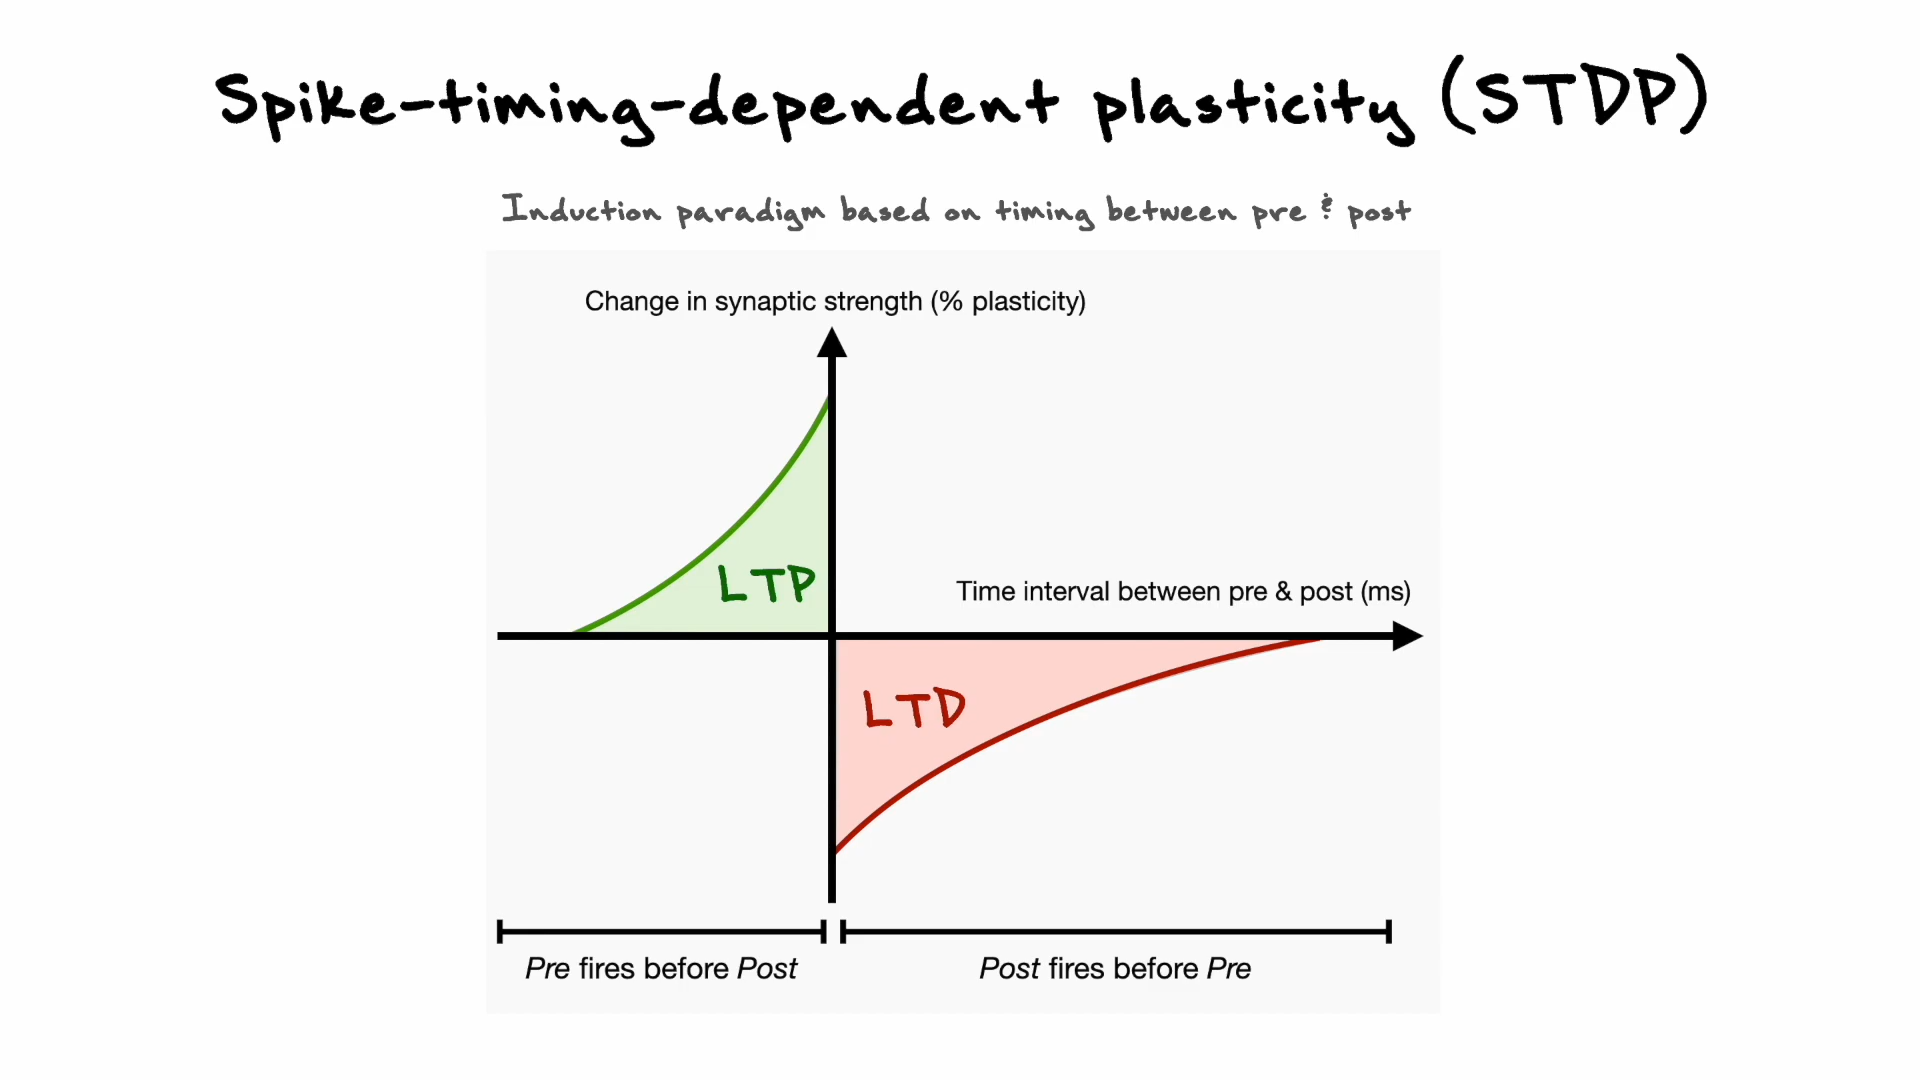 Spike-timing-dependent plasticity (STDP)
Induction paradigm based on timing between pre & post
Change in synaptic strength (% plasticity)
LTP
Time interval between pre & post (ms)
LTD
Pre fires before Post
Post fires before Pre